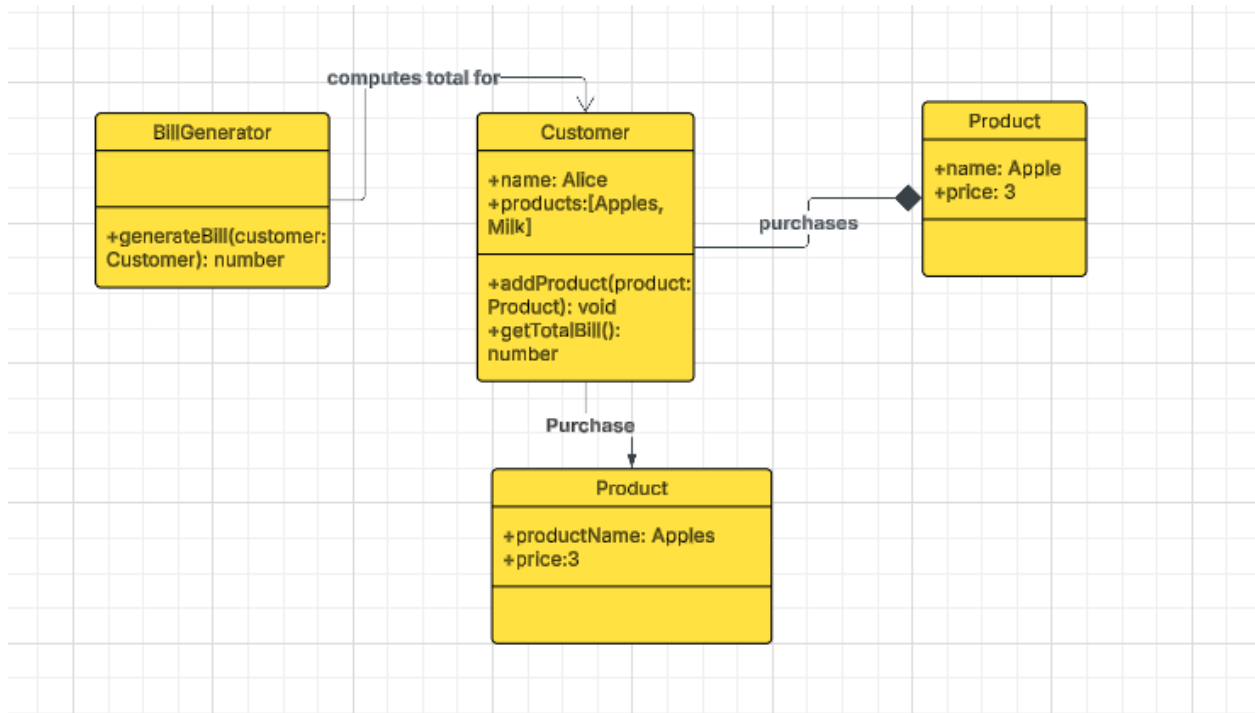 computes total for
BillGenerator
+generateBill(customer:
Customer): number
Customer
+name: Alice
+products:[Apples,
Milk]
+addProduct(product:
Product): void
+getTotalBill():
number
purchases
Product
+name: Apple
+price: 3
Purchase
Product
+productName: Apples
+price:3